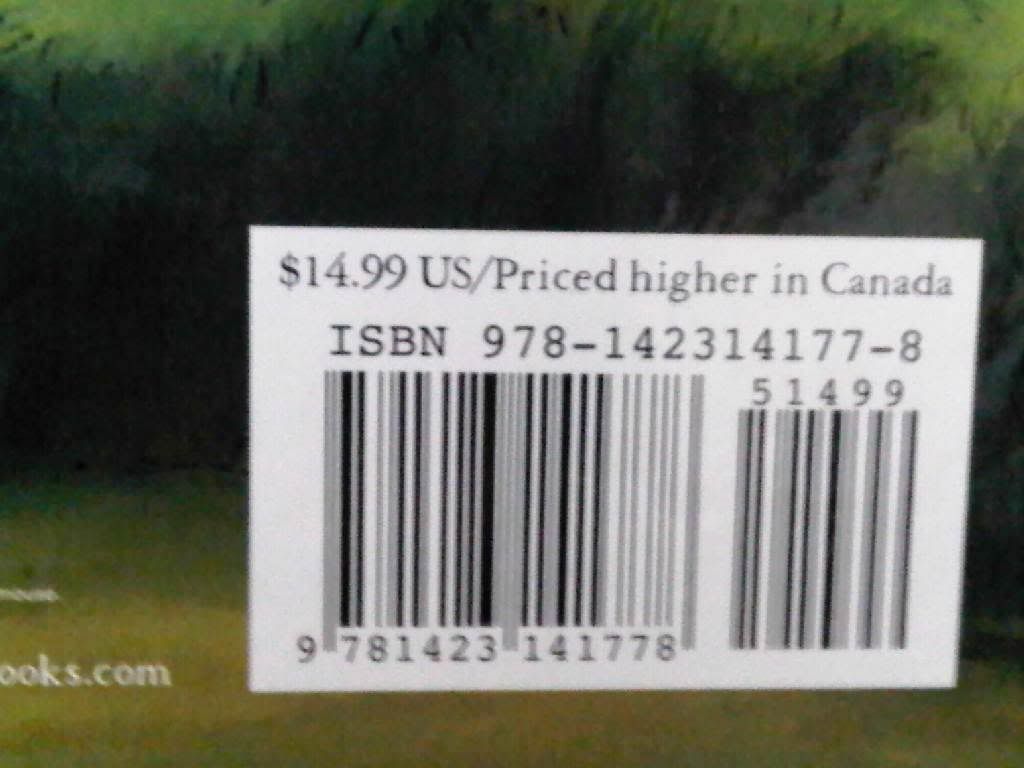 $14.99 US/Priced higher in Canada
ISBN 978-142314177-8
51499
9 781423 141778
ooks.com